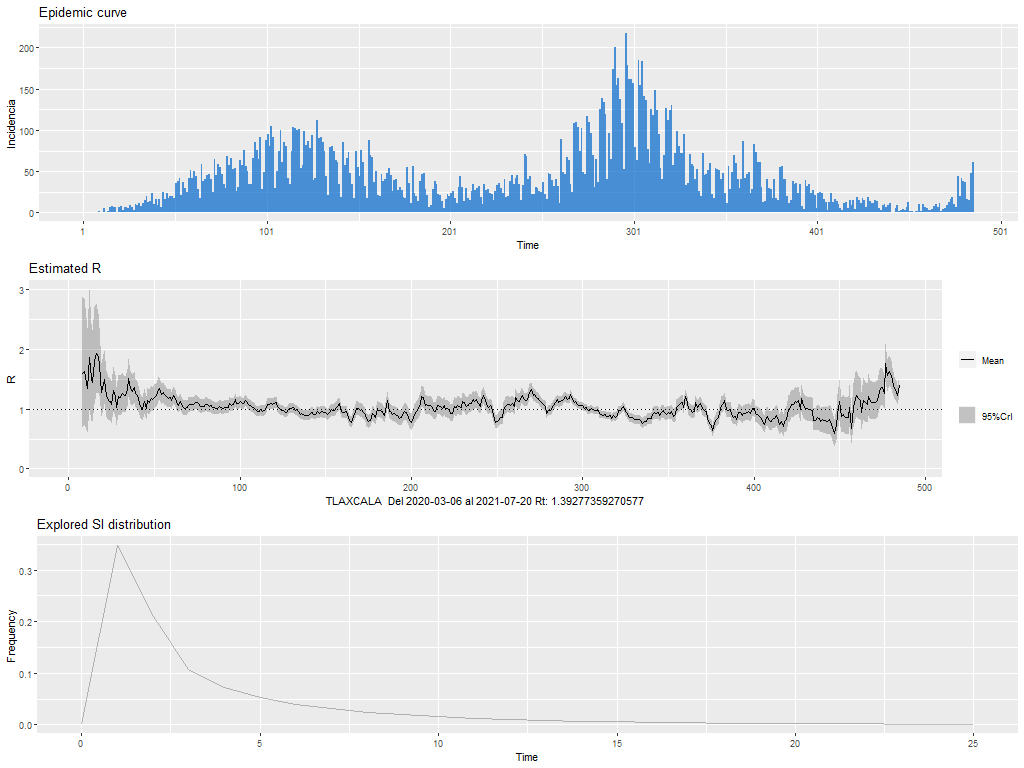 Epidemic curve
200
150
100
50
0
Incidencia
1
101
201
301
401
501
Time
Estimated R
3
2
1
0
R
Mean
95%CrI
0
100
200
300
400
500
TLAXCALA Del 2020-03-06 al 2021-07-20 Rt: 1.39277359270577
Explored SI distribution
0.3
0.2
0.1
0.0
Frequency
0
5
10
15
20
25
Time